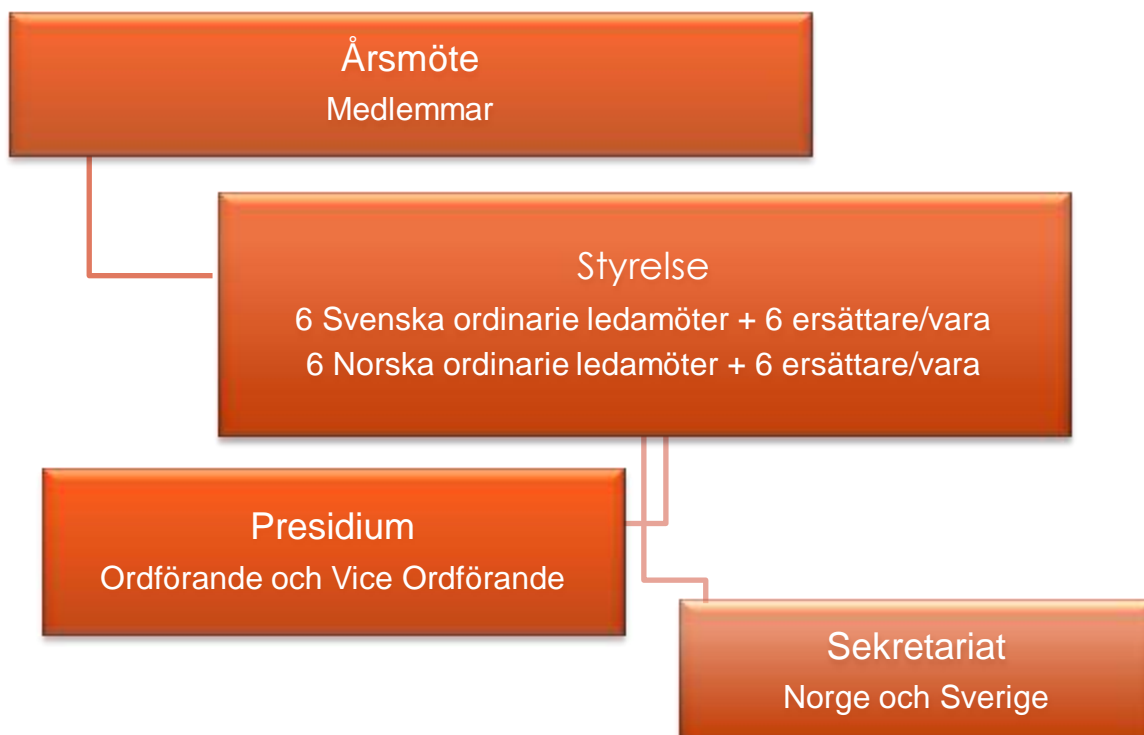 Årsmöte
Medlemmar
Styrelse
6 Svenska ordinarie ledamöter + 6 ersättare/vara
6 Norska ordinarie ledamöter + 6 ersättare/vara
Presidium
Ordförande och Vice Ordförande
Sekretariat
Norge och Sverige